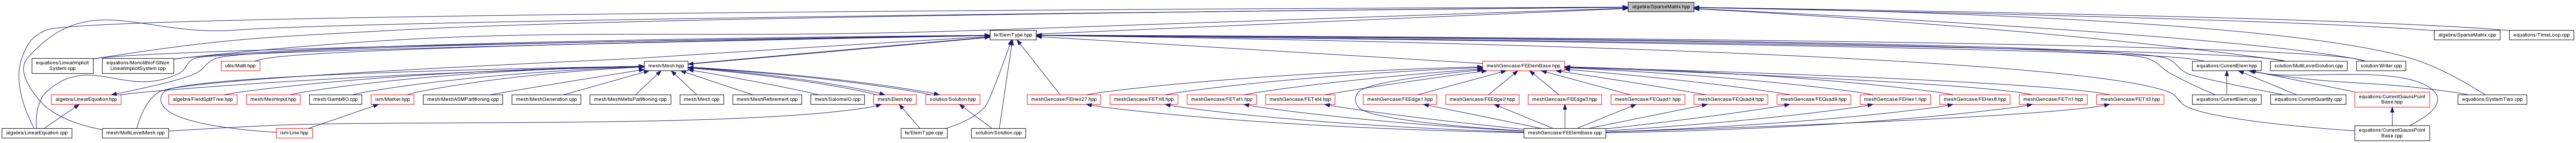 algebra/SparseMatrix.hpp
fe/ElemType.hpp
algebra/SparseMatrix.cpp
equations/TimeLoop.cpp
equations/LinearImplicit
System.cpp
equations/MonolithicFSINon
LinearImplicitSystem.cpp
utils/Math.hpp
mesh/Mesh.hpp
meshGencase/FEElemBase.hpp
equations/CurrentElem.hpp
solution/MultiLevelSolution.cpp
solution/Writer.cpp
algebra/LinearEquation.hpp
algebra/FieldSplitTree.hpp
mesh/MeshInput.hpp
mesh/GambitIO.cpp
ism/Marker.hpp
mesh/MeshASMPartitioning.cpp
mesh/MeshGeneration.cpp
mesh/MeshMetisPartitioning.cpp
mesh/Mesh.cpp
mesh/MeshRefinement.cpp
mesh/SalomeIO.cpp
mesh/Elem.hpp
solution/Solution.hpp
meshGencase/FEHex27.hpp
meshGencase/FETri6.hpp
meshGencase/FETet1.hpp
meshGencase/FETet4.hpp
meshGencase/FEEdge1.hpp
meshGencase/FEEdge2.hpp
meshGencase/FEEdge3.hpp
meshGencase/FEQuad1.hpp
meshGencase/FEQuad4.hpp
meshGencase/FEQuad9.hpp
meshGencase/FEHex1.hpp
meshGencase/FEHex8.hpp
meshGencase/FETri1.hpp
meshGencase/FETri3.hpp
equations/CurrentElem.cpp
equations/CurrentQuantity.cpp
equations/CurrentGaussPoint
Base.hpp
equations/SystemTwo.cpp
algebra/LinearEquation.cpp
mesh/MultiLevelMesh.cpp
ism/Line.hpp
fe/ElemType.cpp
solution/Solution.cpp
meshGencase/FEElemBase.cpp
equations/CurrentGaussPoint
Base.cpp